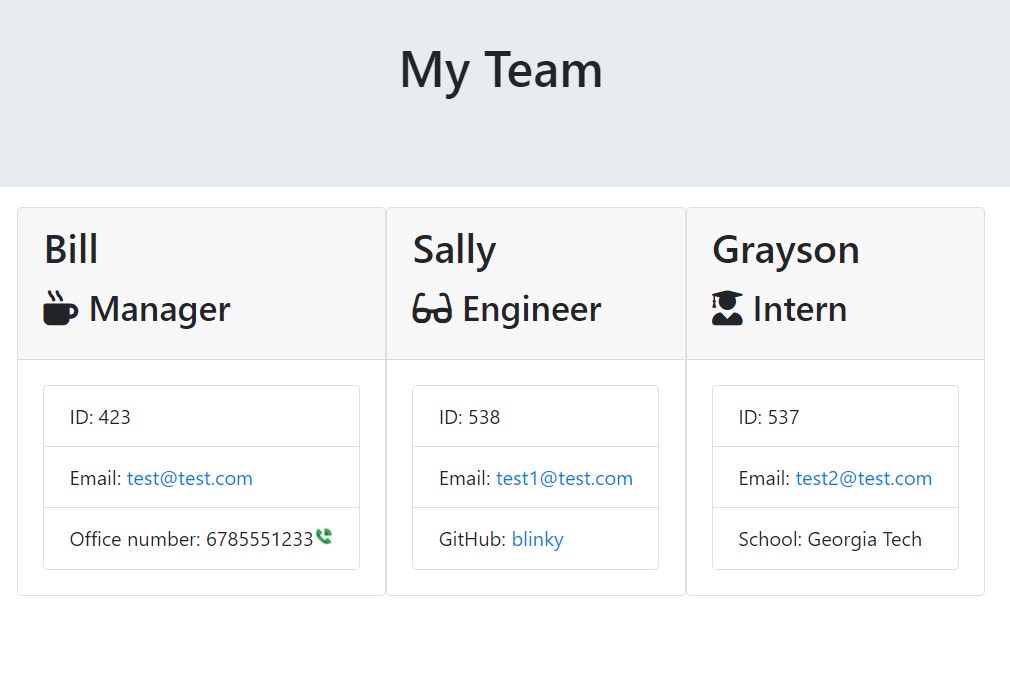 My Team
Bill
Manager
ID: 423
Email: test@test.com
Office number: 6785551233
Sally
Engineer
ID: 538
Email: test1@test.com
GitHub: blinky
Grayson
Intern
ID: 537
Email: test2@test.com
School: Georgia Tech